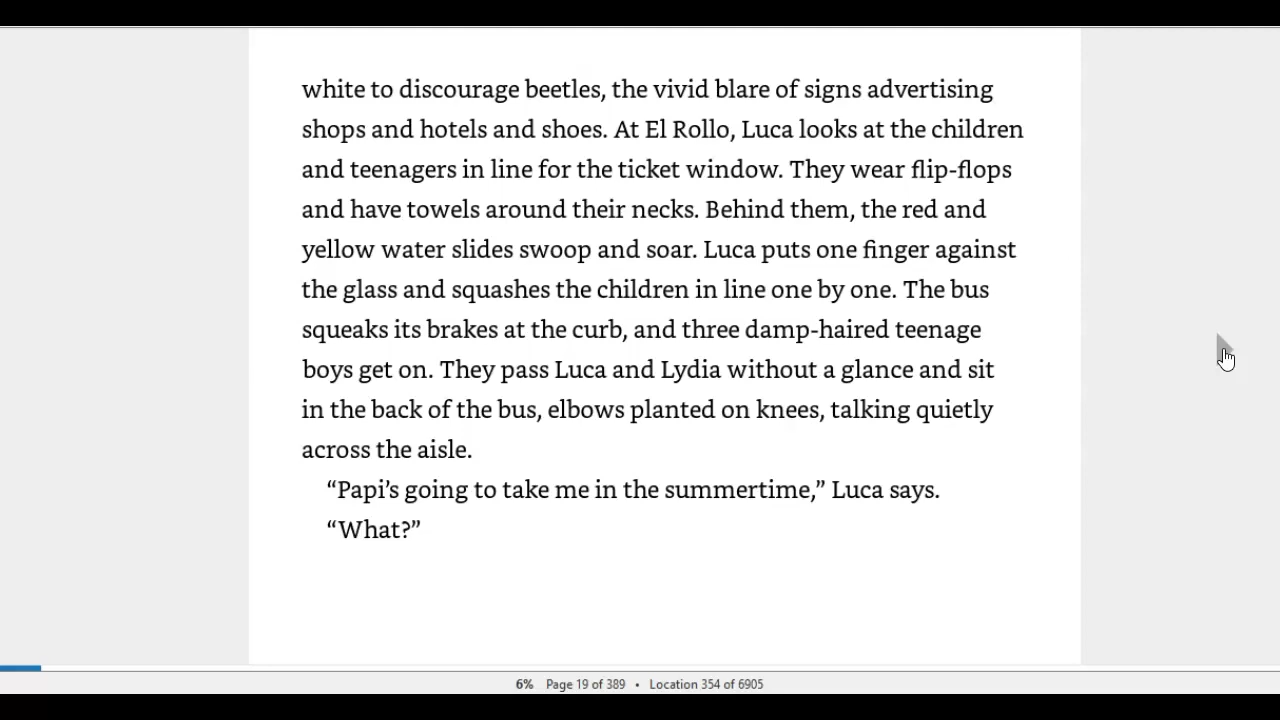 white to discourage beetles, the vivid blare of signs advertising
shops and hotels and shoes. At El Rollo, Luca looks at the children
and teenagers in line for the ticket window. They wear flip-flops
and have towels around their necks. Behind them, the red and
yellow water slides swoop and soar. Luca puts one finger against
the glass and squashes the children in line one by one. The bus
squeaks its brakes at the curb, and three damp-haired teenage
boys get on. They pass Luca and Lydia without a glance and sit
in the back of the bus, elbows planted on knees, talking quietly
across the aisle.
“Papi’s going to take me in the summertime,” Luca says.
“What?”
6% Page 19 of 389 • Location 354 of 6905